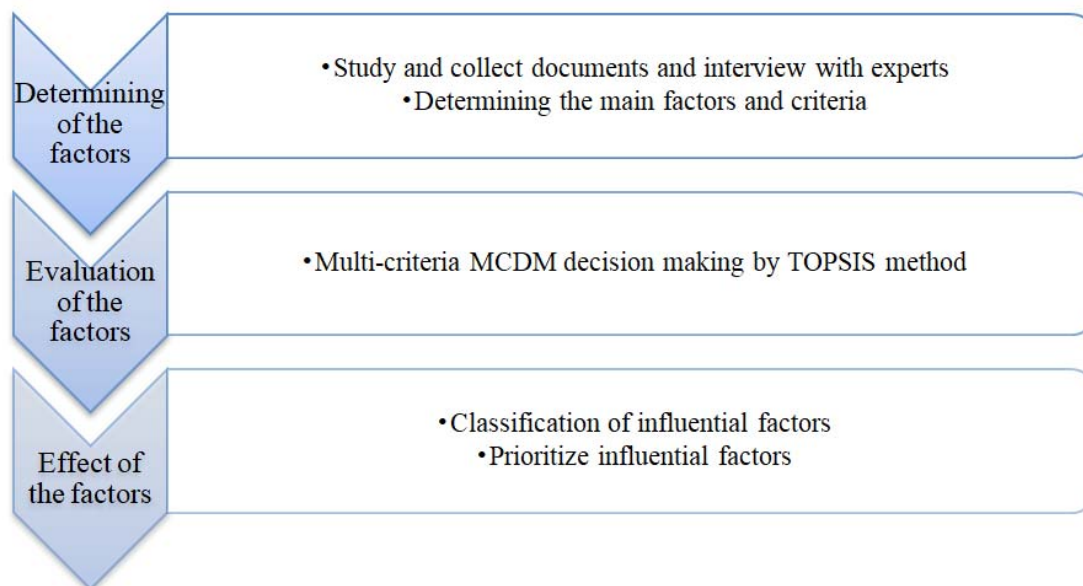 Determining
of the
factors
•Study and collect documents and interview with experts
•Determining the main factors and criteria
Evaluation
of the
factors
•Multi-criteria MCDM decision making by TOPSIS method
Effect of
the factors
•Classification of influential factors
•Prioritize influential factors